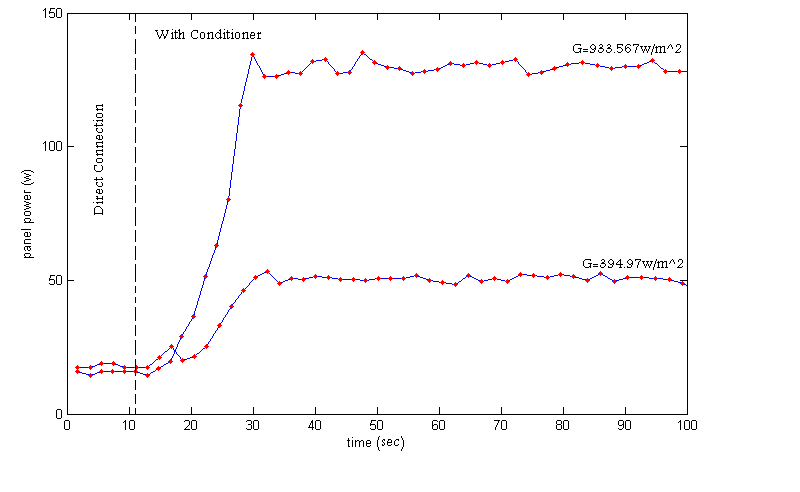 150
With Conditioner
G=933.567w/m^2
Direct Connection
100
panel power (w)
G=394.97w/m^2
50
0
0 10 20 30 40 50 60 70 80 90 100
time (sec)